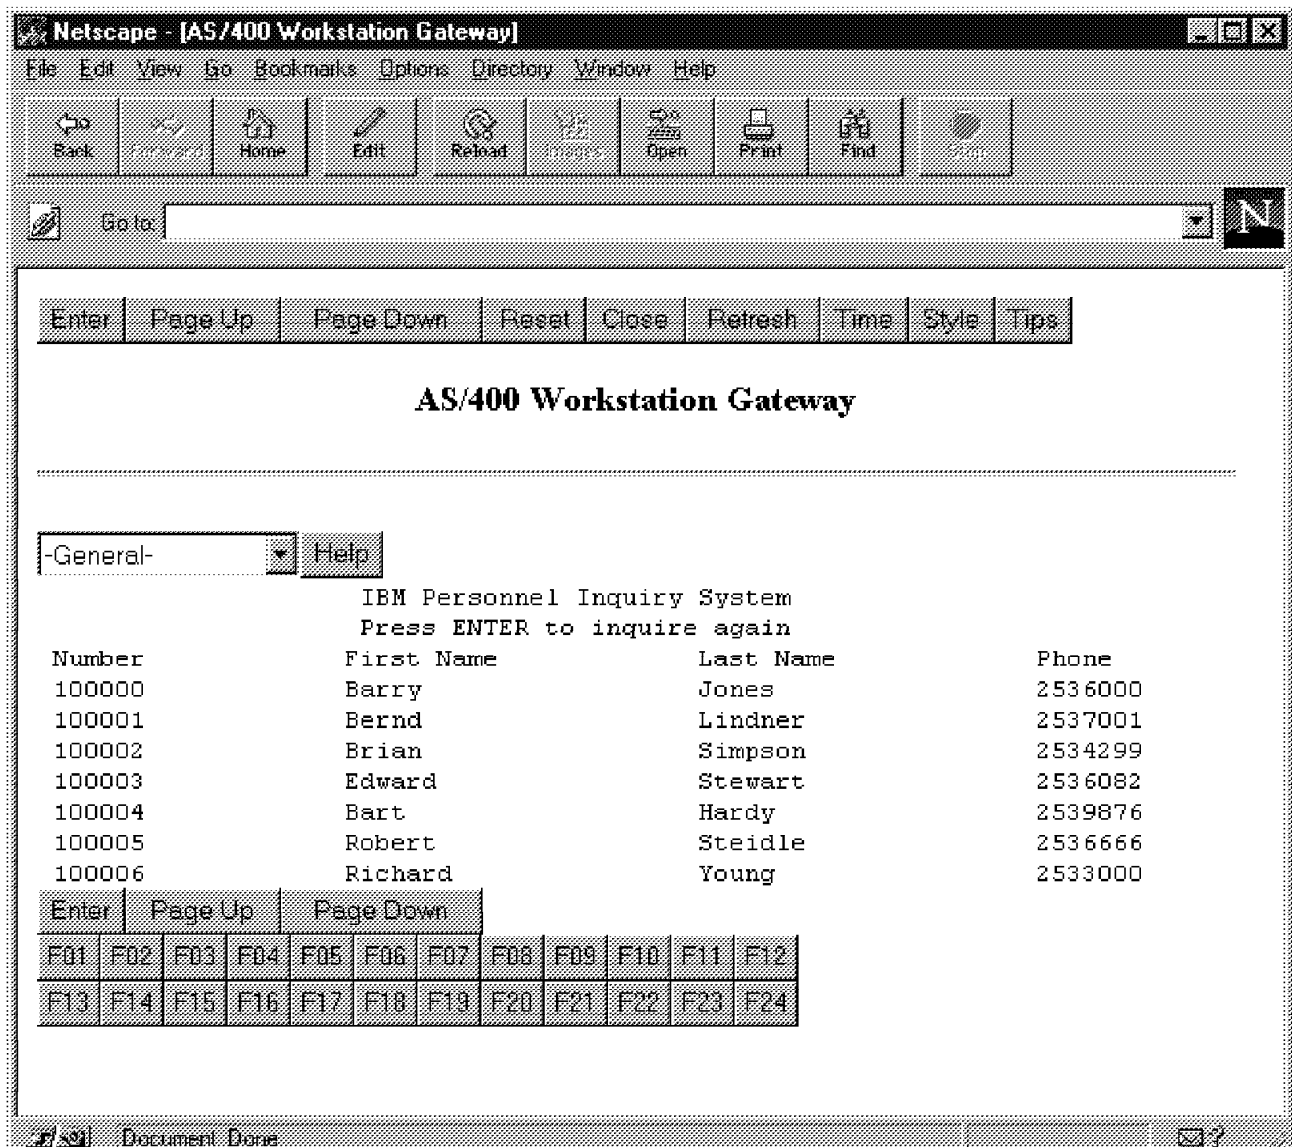 Netscape - [AS/400 Workstation Gateway]
File Edit View Go Bookmarks Options Directory Window Help
Back Forward Home Edit Reload Images Open Print Find Stop
Go to:
N
Enter Page Up Page Down Reset Close Refresh Time Style Tips
AS/400 Workstation Gateway
-General- Help
IBM Personnel Inquiry System
Press ENTER to inquire again
Number First Name Last Name Phone
100000 Barry Jones 2536000
100001 Bernd Lindner 2537001
100002 Brian Simpson 2534299
100003 Edward Stewart 2536082
100004 Bart Hardy 2539876
100005 Robert Steidle 2536666
100006 Richard Young 2533000
Enter Page Up Page Down
F01 F02 F03 F04 F05 F06 F07 F08 F09 F10 F11 F12
F13 F14 F15 F16 F17 F18 F19 F20 F21 F22 F23 F24
Document: Done